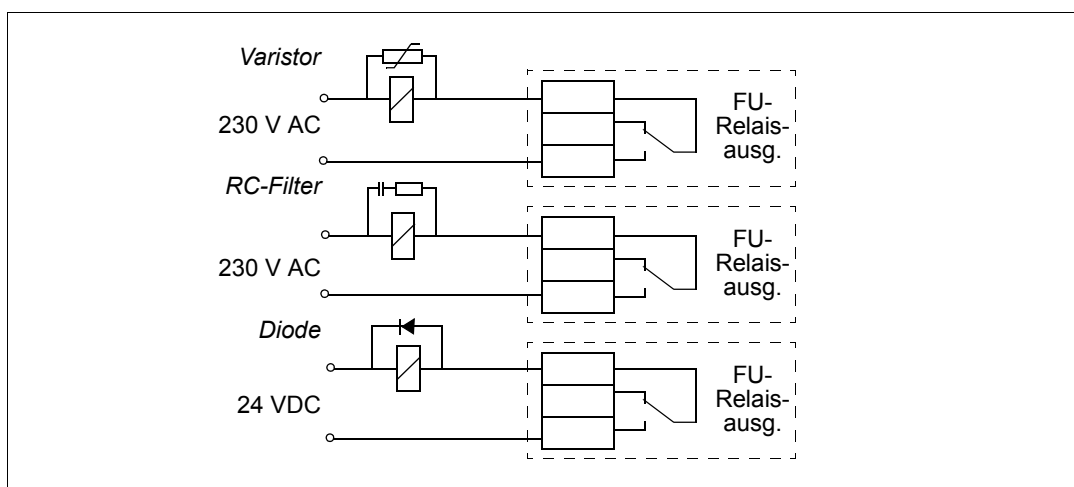 Varistor
230 V AC
FU-
Relais-
ausg.
RC-Filter
230 V AC
FU-
Relais-
ausg.
Diode
24 VDC
FU-
Relais-
ausg.